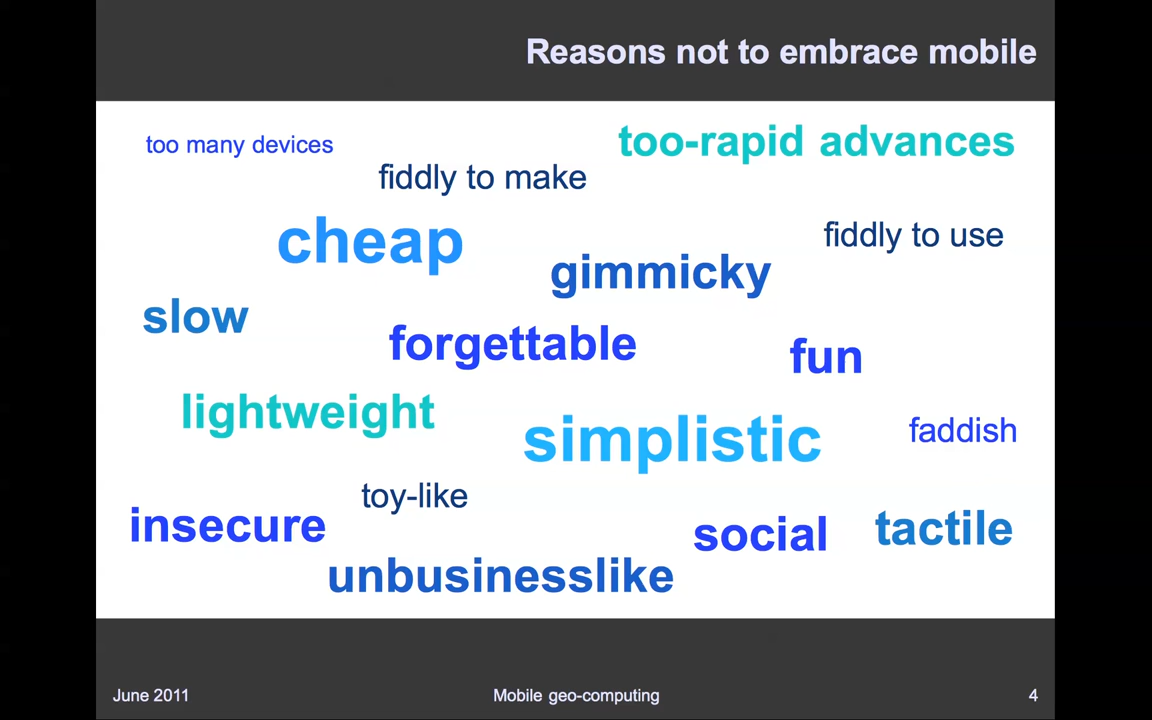 Reasons not to embrace mobile
too many devices
too-rapid advances
fiddly to make
cheap
fiddly to use
gimmicky
slow
forgettable
fun
lightweight
simplistic
faddish
toy-like
insecure
social
tactile
unbusinesslike
June 2011
Mobile geo-computing
4